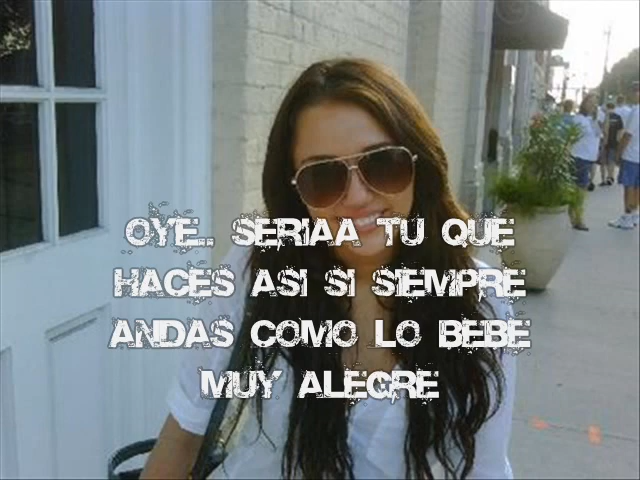 OYE.. SERIAA TU QUE
HACES ASI SI SIEMPRE
ANDAS COMO LO BEBE
MUY ALEGRE